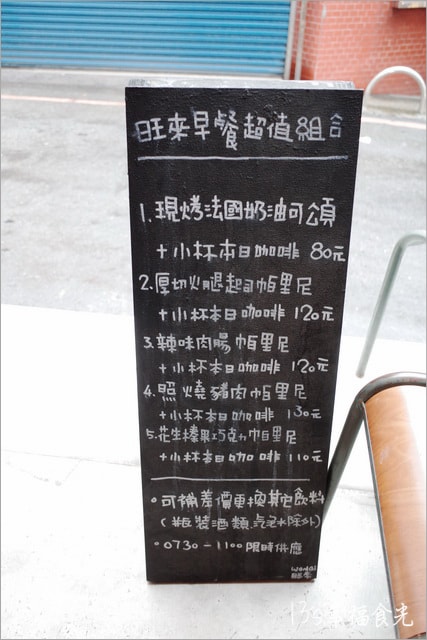 旺來早餐超值組合
1. 現烤法國奶油可頌
+小杯本日咖啡 80元
2. 厚切火腿起司帕里尼
+小杯本日咖啡 120元
3. 辣味肉腸帕里尼
+小杯本日咖啡 120元
4. 照燒豬肉帕里尼
+小杯本日咖啡 130元
5. 花生榛果巧克力帕里尼
+小杯本日咖啡 110元
•可補差價更換其它飲料
(瓶裝酒類.汽水除外)
•0730-1100 限時供應